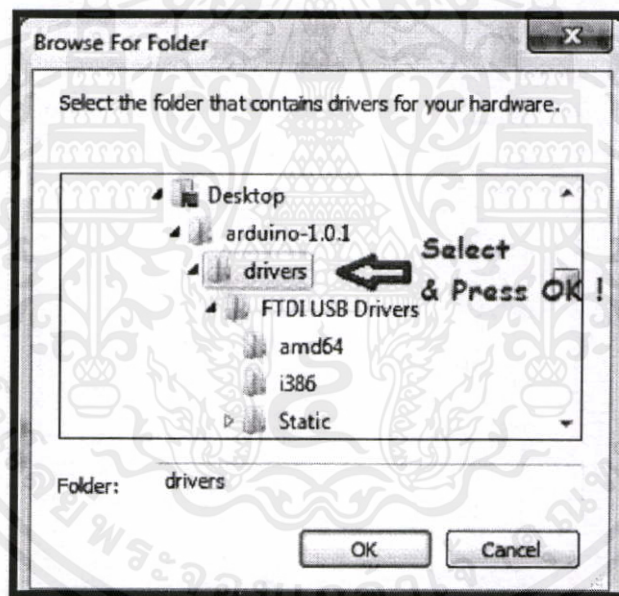 Browse For Folder
Select the folder that contains drivers for your hardware.
Desktop
arduino-1.0.1
drivers
Select
& Press OK !
FTDI USB Drivers
amd64
i386
Static
Folder: drivers
OK Cancel